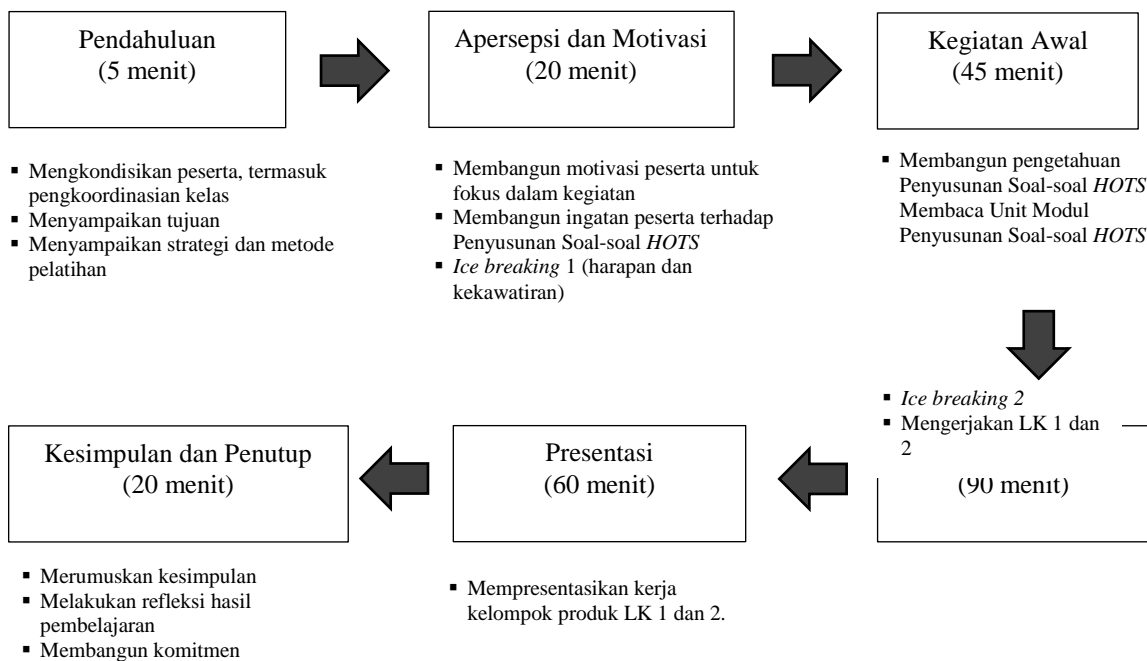 Pendahuluan
(5 menit)
▪ Mengkondisikan peserta, termasuk
pengkoordinasian kelas
▪ Menyampaikan tujuan
▪ Menyampaikan strategi dan metode
pelatihan
Apersepsi dan Motivasi
(20 menit)
▪ Membangun motivasi peserta untuk
fokus dalam kegiatan
▪ Membangun ingatan peserta terhadap
Penyusunan Soal-soal HOTS
▪ Ice breaking 1 (harapan dan
kekawatiran)
Kegiatan Awal
(45 menit)
▪ Membangun pengetahuan
Penyusunan Soal-soal HOTS
Membaca Unit Modul
Penyusunan Soal-soal HOTS
▪ Ice breaking 2
▪ Mengerjakan LK 1 dan
2
(90 menit)
Presentasi
(60 menit)
▪ Mempresentasikan kerja
kelompok produk LK 1 dan 2.
Kesimpulan dan Penutup
(20 menit)
▪ Merumuskan kesimpulan
▪ Melakukan refleksi hasil
pembelajaran
▪ Membangun komitmen